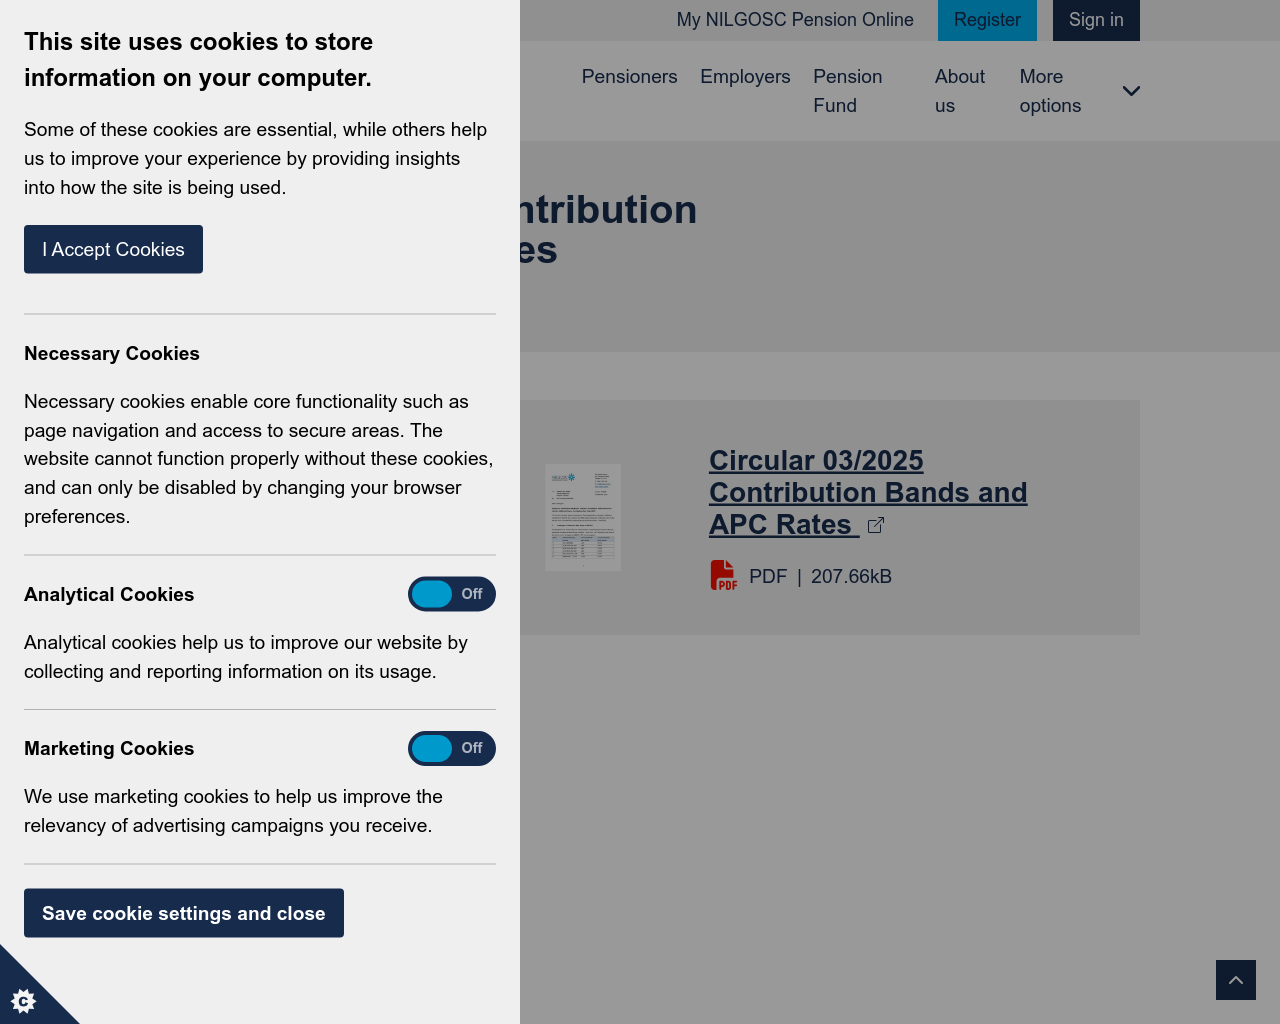 This site uses cookies to store
information on your computer.
Some of these cookies are essential, while others help
us to improve your experience by providing insights
into how the site is being used.
I Accept Cookies
Necessary Cookies
Necessary cookies enable core functionality such as
page navigation and access to secure areas. The
website cannot function properly without these cookies,
and can only be disabled by changing your browser
preferences.
Analytical Cookies
Off
Analytical cookies help us to improve our website by
collecting and reporting information on its usage.
Marketing Cookies
Off
We use marketing cookies to help us improve the
relevancy of advertising campaigns you receive.
Save cookie settings and close
My NILGOSC Pension Online
Register
Sign in
Pensioners
Employers
Pension
Fund
About
us
More
options
ntribution
es
Circular 03/2025
Contribution Bands and
APC Rates
PDF | 207.66kB
PDF